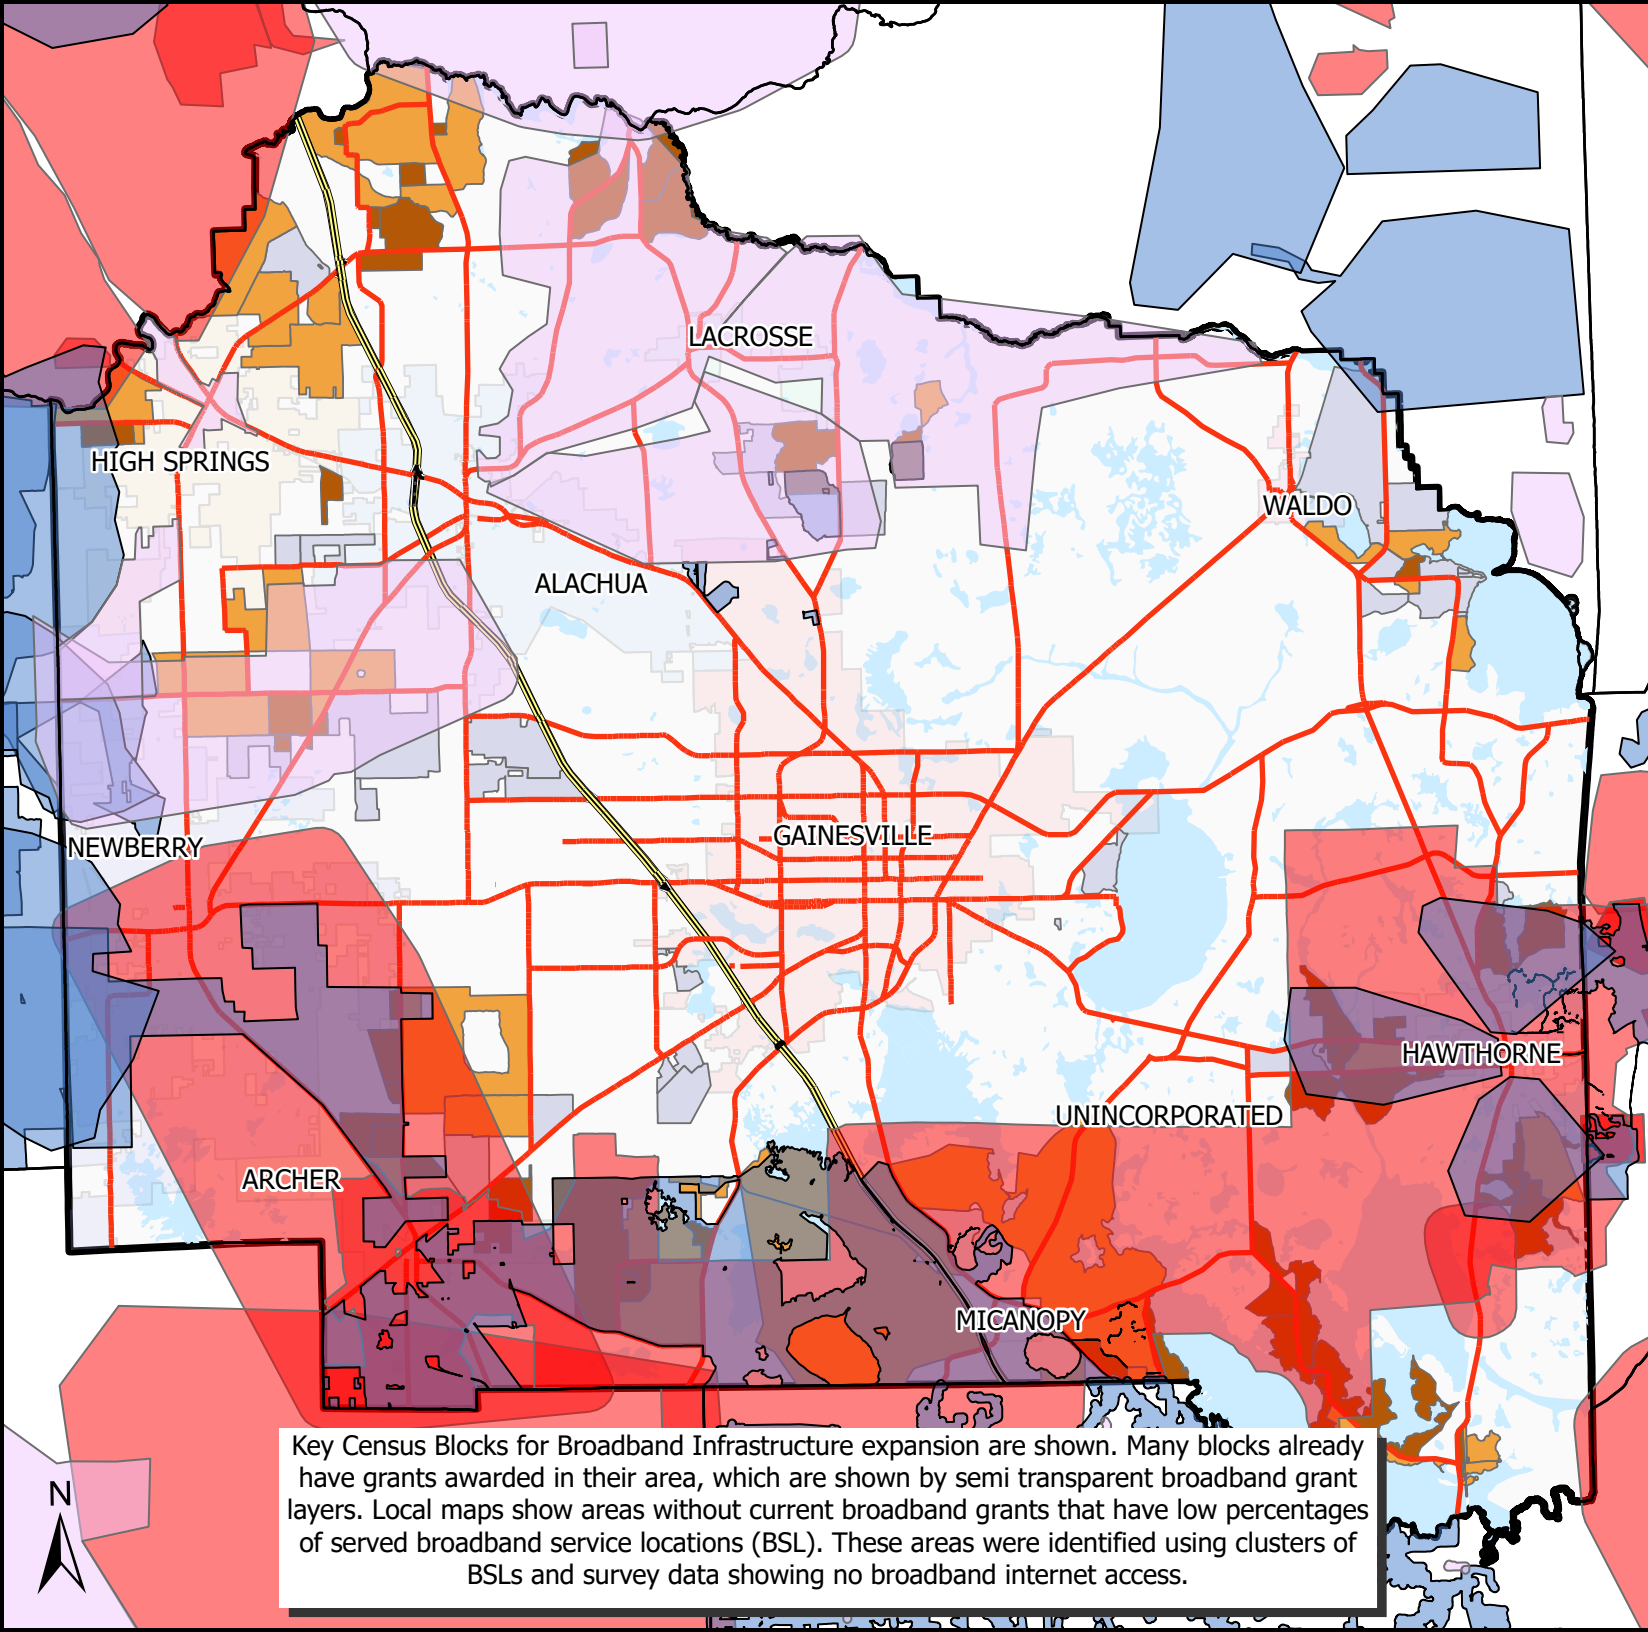 LACROSSE
HIGH SPRINGS
WALDO
ALACHUA
GAINESVILLE
NEWBERRY
HAWTHORNE
UNINCORPORATED
ARCHER
MICANOPY
Key Census Blocks for Broadband Infrastructure expansion are shown. Many blocks already
have grants awarded in their area, which are shown by semi transparent broadband grant
layers. Local maps show areas without current broadband grants that have low percentages
of served broadband service locations (BSL). These areas were identified using clusters of
BSLs and survey data showing no broadband internet access.
N